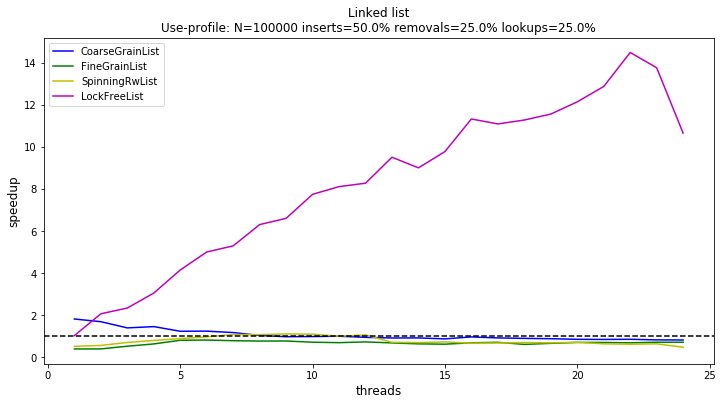 Linked list
Use-profile: N=100000 inserts=50.0% removals=25.0% lookups=25.0%
CoarseGrainList
FineGrainList
SpinningRwList
LockFreeList
speedup
14
12
10
8
6
4
2
0
0 5 10 15 20 25
threads